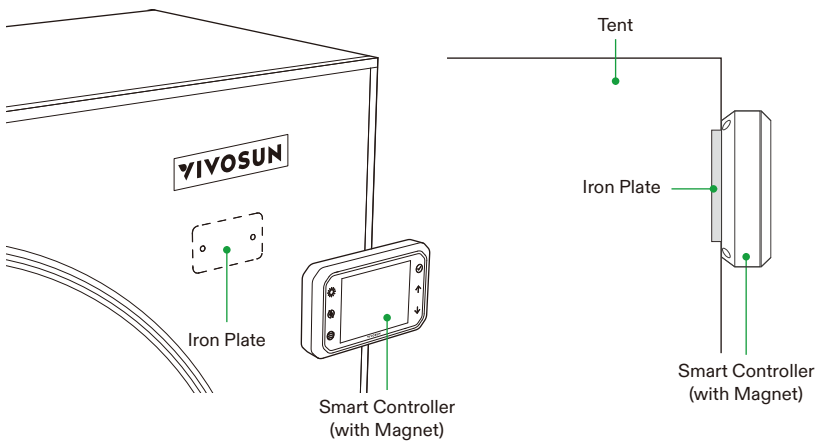 Tent
VIVOSUN
Iron Plate
Iron Plate
Smart Controller
(with Magnet)
Smart Controller
(with Magnet)